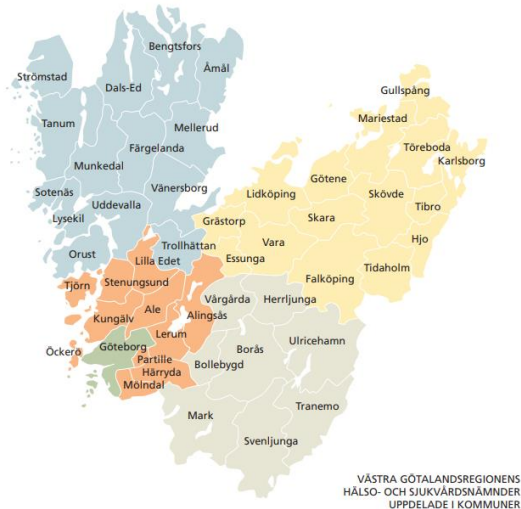 Bengtsfors
Åmål
Strömstad
Dals-Ed
Gullspång
Tanum
Mariestad
Mellerud
Färgelanda
Töreboda
Karlsborg
Munkedal
Götene
Vänersborg
Skövde
Sotenäs
Lidköping
Uddevalla
Tibro
Lysekil
Skara
Grästorp
Hjo
Vara
Trollhättan
Orust
Essunga
Lilla Edet
Tidaholm
Falköping
Tjörn
Stenungsund
Vårgårda
Herrljunga
Ale
Alingsås
Kungälv
Lerum
Ulricehamn
Göteborg
Öckerö
Borås
Partille
Bollebygd
Härryda
Mölndal
Tranemo
Mark
Svenljunga
VÄSTRA GÖTALANDSREGIONENS
HÄLSO- OCH SJUKVÅRDSNÄMNDER
UPPDELADE I KOMMUNER